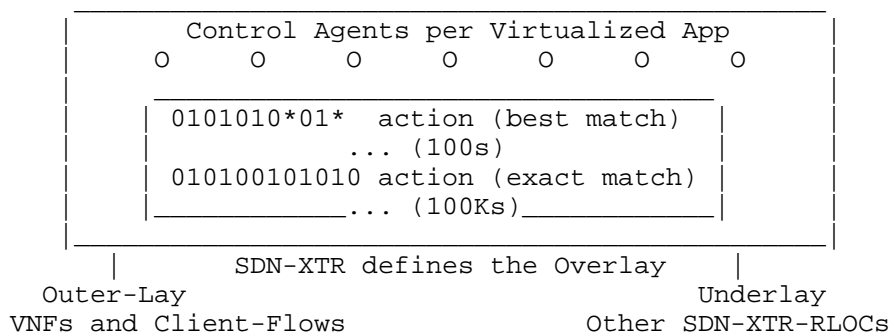 Control Agents per Virtualized App
O O O O O O O
0101010*01* action (best match)
... (100s)
010100101010 action (exact match)
... (100Ks)
SDN-XTR defines the Overlay
Outer-Lay Underlay
VNFs and Client-Flows Other SDN-XTR-RLOCs